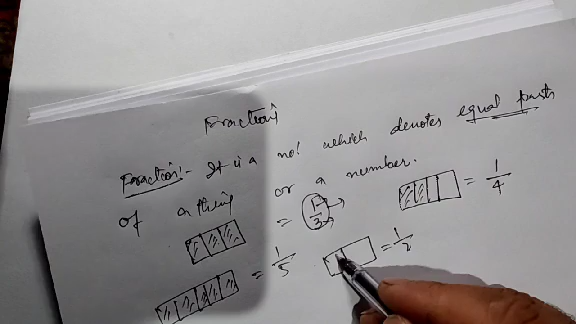 Fraction
Fraction:- It is a no. which denotes equal parts
of a thing or a number.
= 1/3
= 1/4
= 1/5
= 1/2